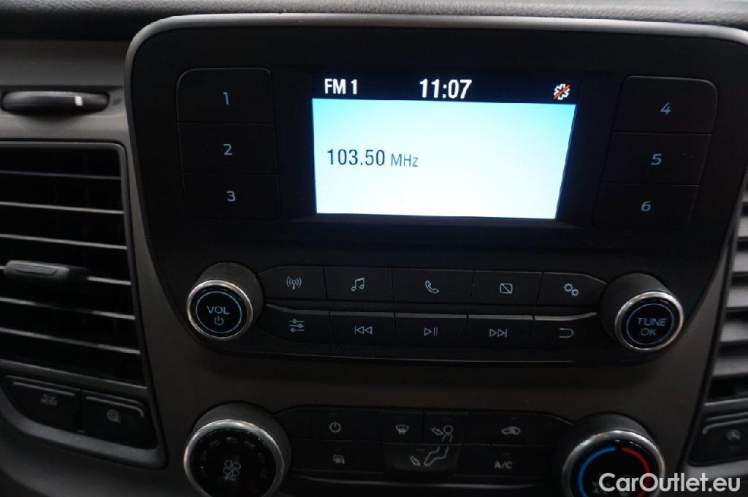 FM 1 11:07
103.50 MHz
1
2
3
4
5
6
VOL
TUNE
OK
A/C
CarOutlet.eu